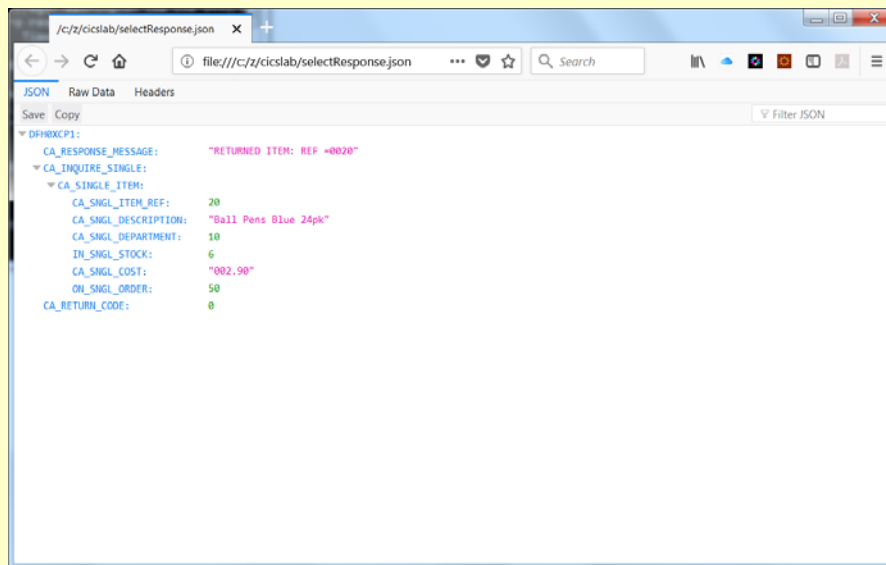 /c:/z/cicslab/selectResponse.json
file:///c:/z/cicslab/selectResponse.json
Search
JSON Raw Data Headers
Save Copy
Filter JSON
DFH0XCP1:
CA_RESPONSE_MESSAGE: "RETURNED ITEM: REF =0020"
CA_INQUIRE_SINGLE:
CA_SINGLE_ITEM:
CA_SNGL_ITEM_REF: 20
CA_SNGL_DESCRIPTION: "Ball Pens Blue 24pk"
CA_SNGL_DEPARTMENT: 10
IN_SNGL_STOCK: 6
CA_SNGL_COST: "002.90"
ON_SNGL_ORDER: 50
CA_RETURN_CODE: 0